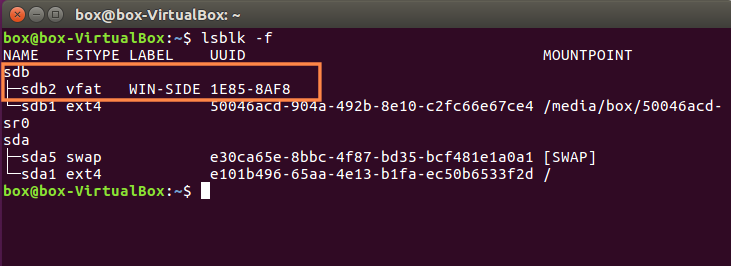 box@box-VirtualBox: ~
box@box-VirtualBox:~$ lsblk -f
NAME   FSTYPE LABEL    UUID                                 MOUNTPOINT
sdb
├─sdb2 vfat   WIN-SIDE 1E85-8AF8
└─sdb1 ext4            50046acd-904a-492b-8e10-c2fc66e67ce4 /media/box/50046acd-
sr0
sda
├─sda5 swap            e30ca65e-8bbc-4f87-bd35-bcf481e1a0a1 [SWAP]
└─sda1 ext4            e101b496-65aa-4e13-b1fa-ec50b6533f2d /
box@box-VirtualBox:~$